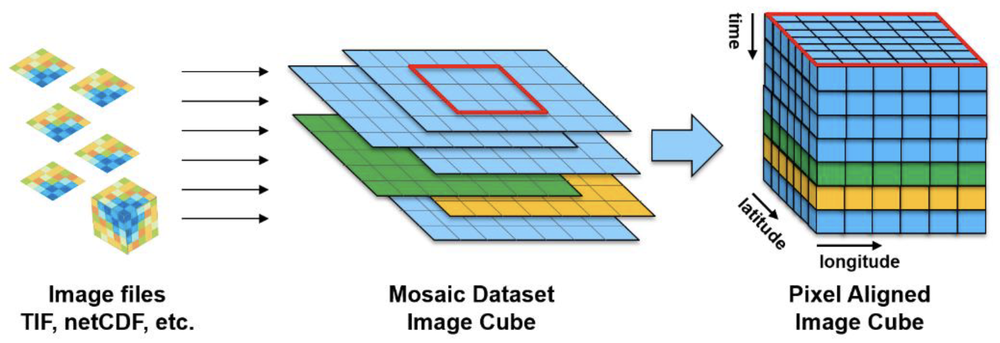 time
latitude
longitude
Image files
TIF, netCDF, etc.
Mosaic Dataset
Image Cube
Pixel Aligned
Image Cube